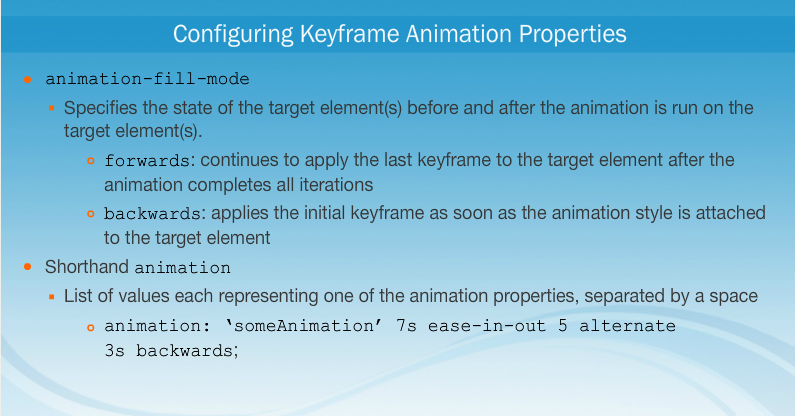 Configuring Keyframe Animation Properties
animation-fill-mode
Specifies the state of the target element(s) before and after the animation is run on the
target element(s).
forwards: continues to apply the last keyframe to the target element after the
animation completes all iterations
backwards: applies the initial keyframe as soon as the animation style is attached
to the target element
Shorthand animation
List of values each representing one of the animation properties, separated by a space
animation: ‘someAnimation’ 7s ease-in-out 5 alternate
3s backwards;